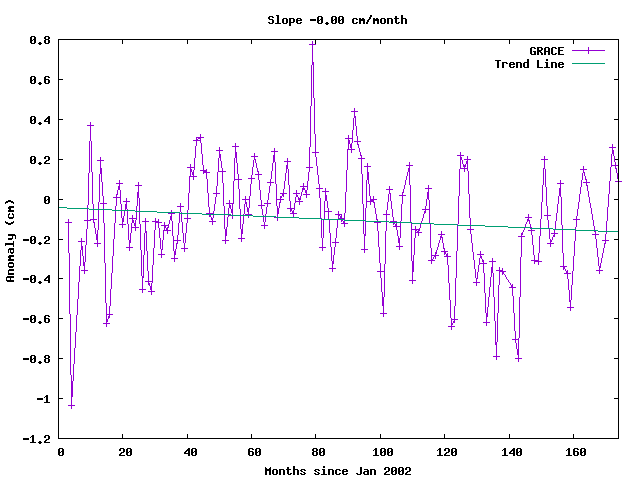 Slope -0.00 cm/month
GRACE
Trend Line
Anomaly (cm)
0.8
0.6
0.4
0.2
0
-0.2
-0.4
-0.6
-0.8
-1
-1.2
0 20 40 60 80 100 120 140 160
Months since Jan 2002